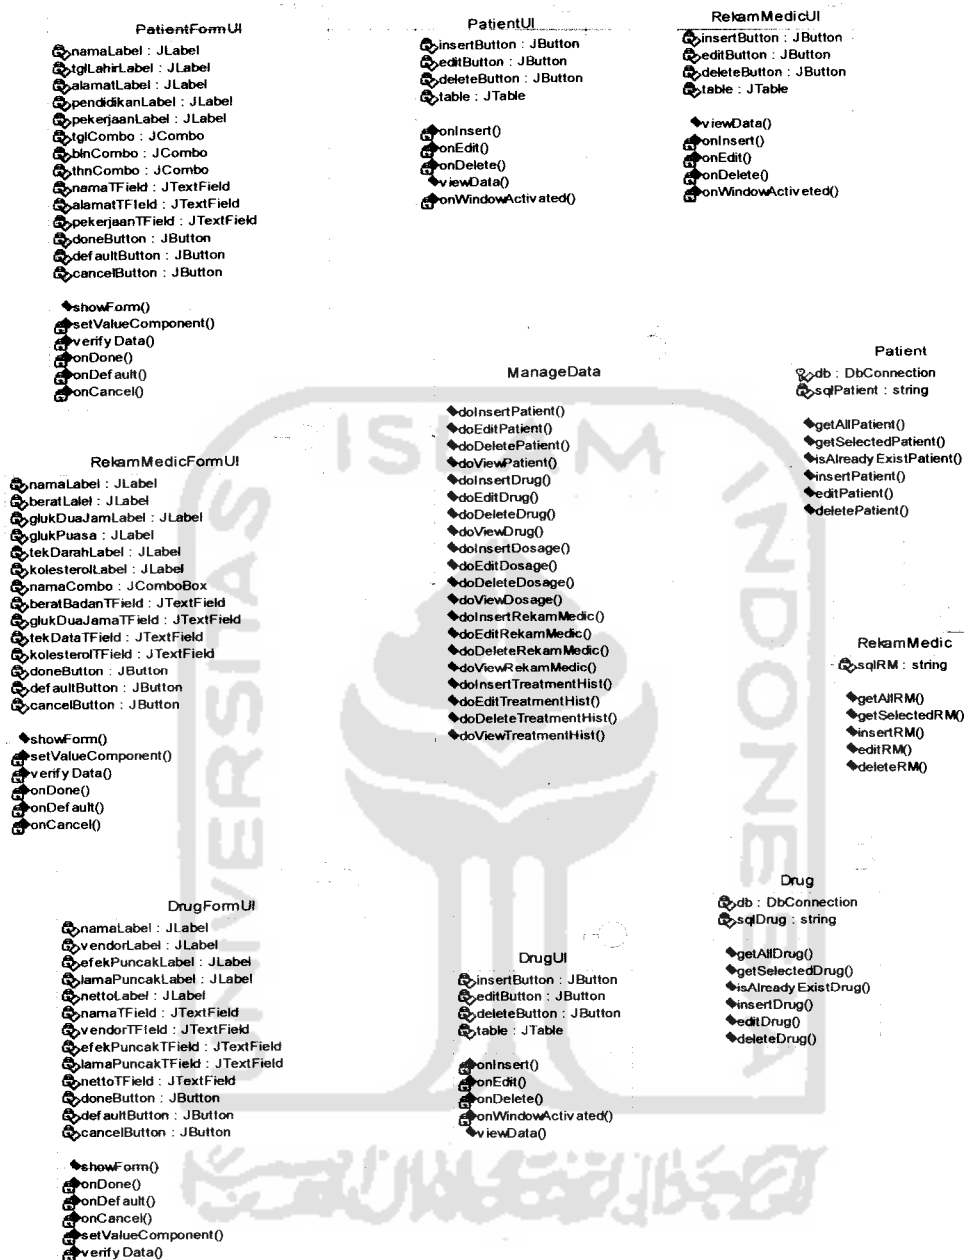 PatientFormUI
namaLabel : JLabel
tglLahirLabel : JLabel
alamatLabel : JLabel
pendidikanLabel : JLabel
pekerjaanLabel : JLabel
tglCombo : JCombo
blnCombo : JCombo
thnCombo : JCombo
namaTField : JTextField
alamatTField : JTextField
pekerjaanTField : JTextField
doneButton : JButton
defaultButton : JButton
cancelButton : JButton
showForm()
setValueComponent()
verifyData()
onDone()
onDefault()
onCancel()
PatientUI
insertButton : JButton
editButton : JButton
deleteButton : JButton
table : JTable
onInsert()
onEdit()
onDelete()
viewData()
onWindowActivated()
RekamMedicUI
insertButton : JButton
editButton : JButton
deleteButton : JButton
table : JTable
viewData()
onInsert()
onEdit()
onDelete()
onWindowActiveted()
ManageData
doInsertPatient()
doEditPatient()
doDeletePatient()
doViewPatient()
doInsertDrug()
doEditDrug()
doDeleteDrug()
doViewDrug()
doInsertDosage()
doEditDosage()
doDeleteDosage()
doViewDosage()
doInsertRekamMedic()
doEditRekamMedic()
doDeleteRekamMedic()
doViewRekamMedic()
doInsertTreatmentHist()
doEditTreatmentHist()
doDeleteTreatmentHist()
doViewTreatmentHist()
Patient
db : DbConnection
sqlPatient : string
getAllPatient()
getSelectedPatient()
isAlreadyExistPatient()
insertPatient()
editPatient()
deletePatient()
RekamMedicFormUI
namaLabel : JLabel
beratLalel : JLabel
glukDuaJamLabel : JLabel
glukPuasa : JLabel
tekDarahLabel : JLabel
kolesterolLabel : JLabel
namaCombo : JComboBox
beratBadanTField : JTextField
glukDuaJamaTField : JTextField
tekDataTField : JTextField
kolesterolTField : JTextField
doneButton : JButton
defaultButton : JButton
cancelButton : JButton
showForm()
setValueComponent()
verifyData()
onDone()
onDefault()
onCancel()
RekamMedic
sqlRM : string
getAllRM()
getSelectedRM()
insertRM()
editRM()
deleteRM()
DrugFormUI
namaLabel : JLabel
vendorLabel : JLabel
efekPuncakLabel : JLabel
lamaPuncakLabel : JLabel
nettoLabel : JLabel
namaTField : JTextField
vendorTField : JTextField
efekPuncakTField : JTextField
lamaPuncakTField : JTextField
nettoTField : JTextField
doneButton : JButton
defaultButton : JButton
cancelButton : JButton
showForm()
onDone()
onDefault()
onCancel()
setValueComponent()
verifyData()
DrugUI
insertButton : JButton
editButton : JButton
deleteButton : JButton
table : JTable
onInsert()
onEdit()
onDelete()
onWindowActivated()
viewData()
Drug
db : DbConnection
sqlDrug : string
getAllDrug()
getSelectedDrug()
isAlreadyExistDrug()
insertDrug()
editDrug()
deleteDrug()
UNIVERSITAS
ISLAM
INDONESIA